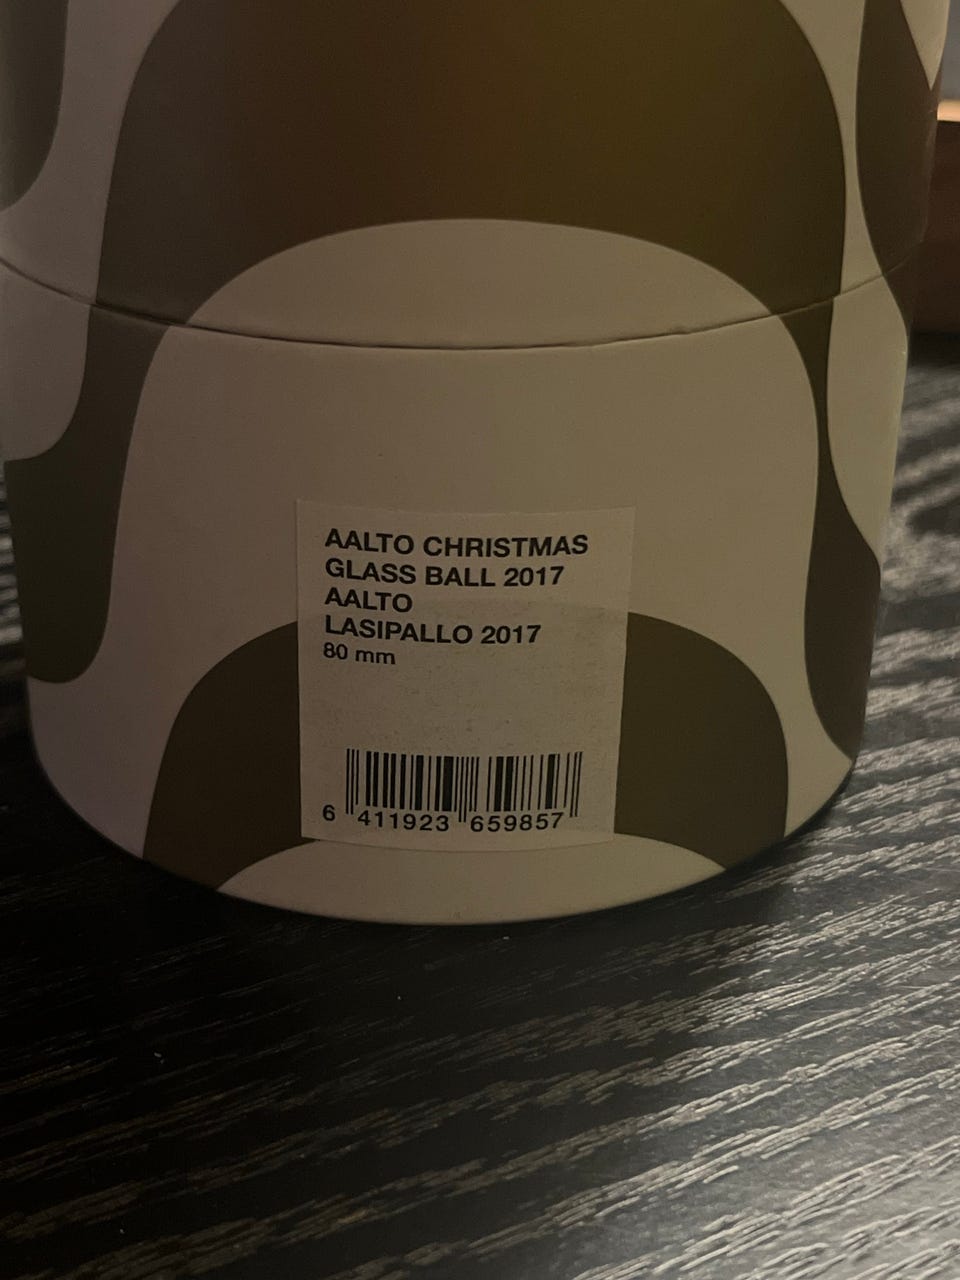 AALTO CHRISTMAS
GLASS BALL 2017
AALTO
LASIPALLO 2017
80 mm
6 411923 659857